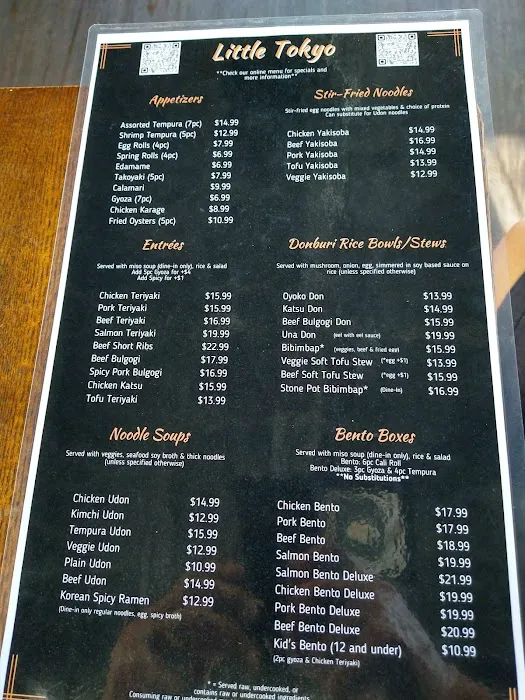 Little Tokyo
**Check our online menu for specials and
more information**
Appetizers
Assorted Tempura (7pc) $14.99
Shrimp Tempura (5pc) $12.99
Egg Rolls (4pc) $7.99
Spring Rolls (4pc) $6.99
Edamame $6.99
Takoyaki (5pc) $7.99
Calamari $9.99
Gyoza (7pc) $6.99
Chicken Karage $8.99
Fried Oysters (5pc) $10.99
Stir-Fried Noodles
Stir-fried egg noodles with mixed vegetables & choice of protein
Can substitute for Udon noodles
Chicken Yakisoba $14.99
Beef Yakisoba $16.99
Pork Yakisoba $14.99
Tofu Yakisoba $13.99
Veggie Yakisoba $12.99
Entrées
Served with miso soup (dine-in only), rice & salad
Add 5pc Gyoza for +$4
Add Spicy for +$1
Chicken Teriyaki $15.99
Pork Teriyaki $15.99
Beef Teriyaki $16.99
Salmon Teriyaki $19.99
Beef Short Ribs $22.99
Beef Bulgogi $17.99
Spicy Pork Bulgogi $16.99
Chicken Katsu $15.99
Tofu Teriyaki $13.99
Donburi Rice Bowls/Stews
Served with mushroom, onion, egg, simmered in soy based sauce on
rice (unless specified otherwise)
Oyoko Don $13.99
Katsu Don $14.99
Beef Bulgogi Don $15.99
Una Don (eel with eel sauce) $19.99
Bibimbap* (veggies, beef & fried egg) $15.99
Veggie Soft Tofu Stew (*egg +$1) $13.99
Beef Soft Tofu Stew (*egg +$1) $15.99
Stone Pot Bibimbap* (Dine-In) $16.99
Noodle Soups
Served with veggies, seafood soy broth & thick noodles
(unless specified otherwise)
Chicken Udon $14.99
Kimchi Udon $12.99
Tempura Udon $15.99
Veggie Udon $12.99
Plain Udon $10.99
Beef Udon $14.99
Korean Spicy Ramen $12.99
(Dine-in only regular noodles, egg, spicy broth)
Bento Boxes
Served with miso soup (dine-in only), rice & salad
Bento: 6pc Cali Roll
Bento Deluxe: 3pc Gyoza & 4pc Tempura
**No Substitutions**
Chicken Bento $17.99
Pork Bento $17.99
Beef Bento $18.99
Salmon Bento $19.99
Salmon Bento Deluxe $21.99
Chicken Bento Deluxe $19.99
Pork Bento Deluxe $19.99
Beef Bento Deluxe $20.99
Kid's Bento (12 and under) $10.99
(2pc gyoza & Chicken Teriyaki)
* = Served raw, undercooked, or
contains raw or undercooked ingredients
Consuming raw or